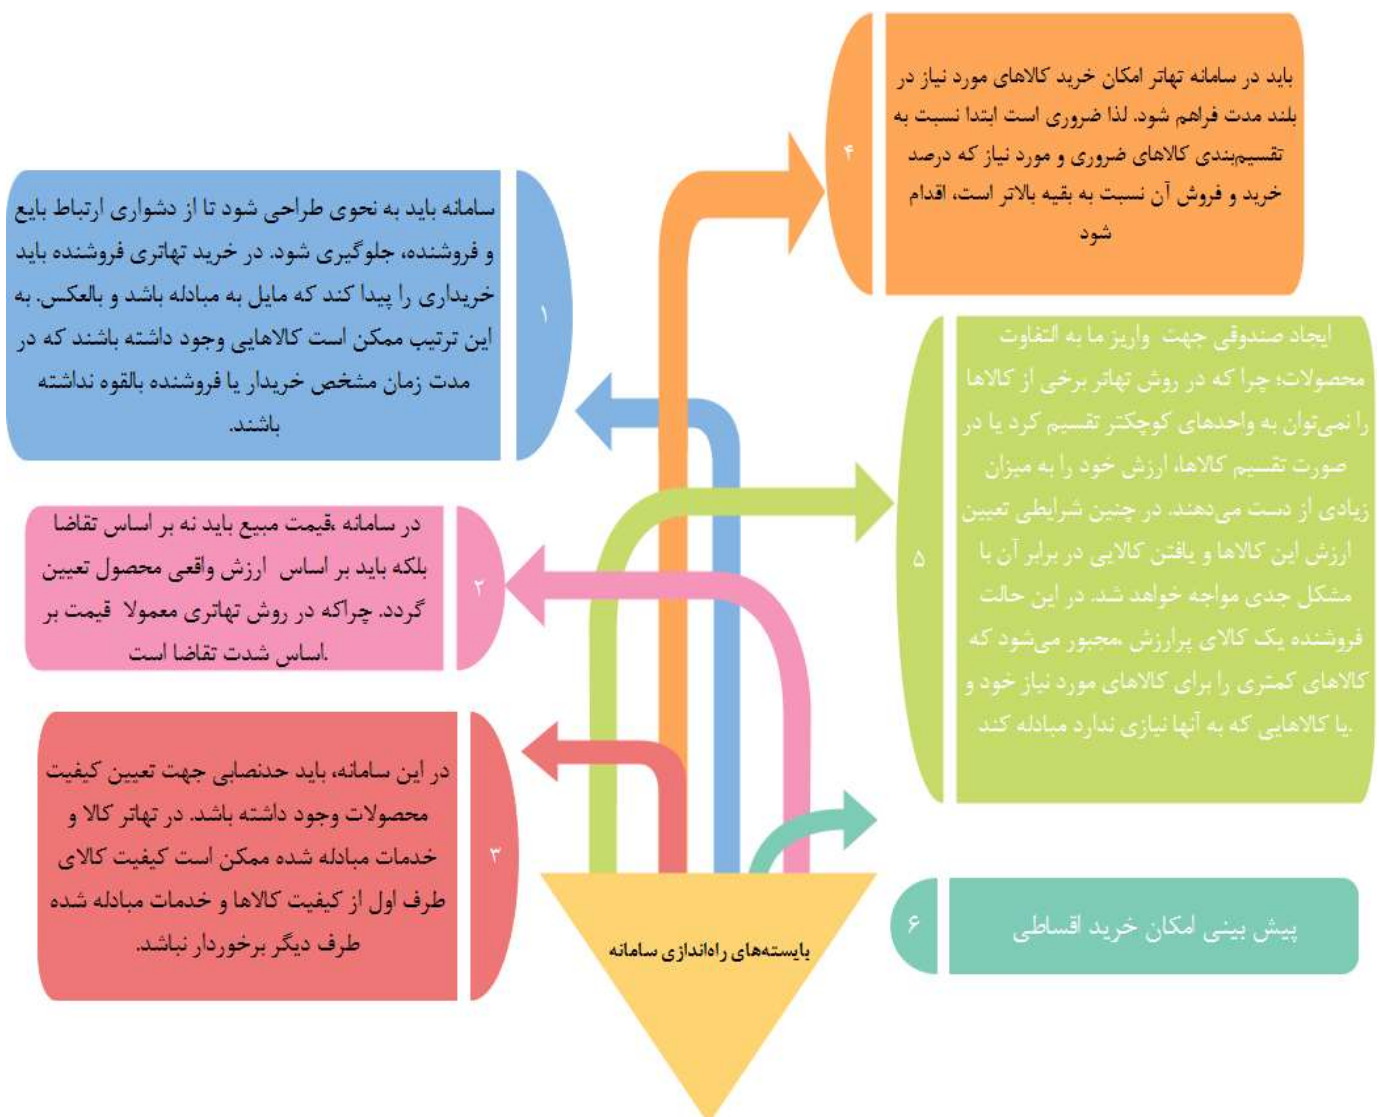 ۱
سامانه باید به نحوی طراحی شود تا از دشواری ارتباط بایع
و فروشنده، جلوگیری شود. در خرید تهاتری فروشنده باید
خریداری را پیدا کند که مایل به مبادله باشد و بالعکس. به
این ترتیب ممکن است کالاهایی وجود داشته باشند که در
مدت زمان مشخص خریدار یا فروشنده بالقوه نداشته
باشند.
۲
در سامانه ،قیمت مبیع باید نه بر اساس تقاضا
بلکه باید بر اساس ارزش واقعی محصول تعیین
گردد. چراکه در روش تهاتری معمولا قیمت بر
.اساس شدت تقاضا است
۳
در این سامانه، باید حدنصابی جهت تعیین کیفیت
محصولات وجود داشته باشد. در تهاتر کالا و
خدمات مبادله شده ممکن است کیفیت کالای
طرف اول از کیفیت کالاها و خدمات مبادله شده
طرف دیگر برخوردار نباشد.
۴
باید در سامانه تهاتر امکان خرید کالاهای مورد نیاز در
بلند مدت فراهم شود. لذا ضروری است ابتدا نسبت به
تقسیم‌بندی کالاهای ضروری و مورد نیاز که درصد
خرید و فروش آن نسبت به بقیه بالاتر است، اقدام
شود
۵
ایجاد صندوقی جهت واریز ما به التفاوت
محصولات؛ چرا که در روش تهاتر برخی از کالاها
را نمی‌توان به واحدهای کوچکتر تقسیم کرد یا در
صورت تقسیم کالاها، ارزش خود را به میزان
زیادی از دست می‌دهند. در چنین شرایطی تعیین
ارزش این کالاها و یافتن کالایی در برابر آن با
مشکل جدی مواجه خواهد شد. در این حالت
فروشنده یک کالای پرارزش ،مجبور می‌شود که
کالاهای کمتری را برای کالاهای مورد نیاز خود و
.یا کالاهایی که به آنها نیازی ندارد مبادله کند
۶
پیش بینی امکان خرید اقساطی
بایسته‌های راه‌اندازی سامانه